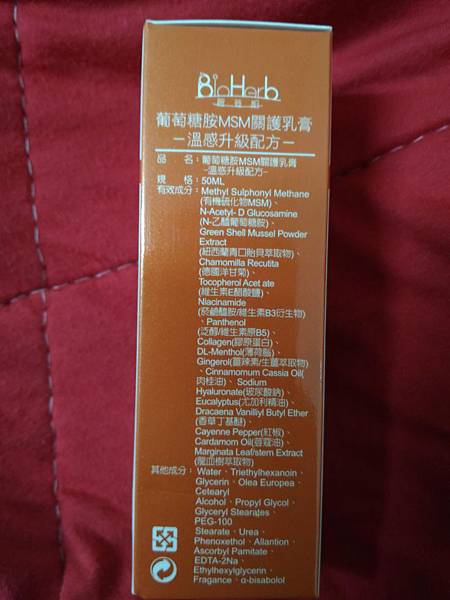 BioHerb
葡萄糖胺MSM關護乳膏
–溫感升級配方–
品　名：葡萄糖胺MSM關護乳膏
–溫感升級配方–
規　格：50ML
有效成分：Methyl Sulphonyl Methane
(有機硫化物MSM)、
N-Acetyl- D Glucosamine
(N-乙醯葡萄糖胺)、
Green Shell Mussel Powder
Extract
(紐西蘭青口胎貝萃取物)、
Chamomilla Recutita
(德國洋甘菊)、
Tocopherol Acet ate
(維生素E醋酸鹽)、
Niacinamide
(菸鹼醯胺/維生素B3衍生物)
、Panthenol
(泛醇/維生素原B5)、
Collagen(膠原蛋白)、
DL-Menthol(薄荷腦)、
Gingerol(薑辣素/生薑萃取物)
、Cinnamomum Cassia Oil(
肉桂油)、Sodium
Hyaluronate(玻尿酸鈉)、
Eucalyptus(尤加利精油)、
Dracaena Vanillyl Butyl Ether
(香草丁基醚)、
Cayenne Pepper(紅椒)、
Cardamom Oil(荳蔻油)、
Marginata Leaf/stem Extract
(龍血樹萃取物)
其他成分：Water、Triethylhexanoin、
Glycerin、Olea Europea、
Cetearyl
Alcohol、Propyl Glycol、
Glyceryl Stearates、
PEG-100
Stearate、Urea、
Phenoxethol、Allantion、
Ascorbyl Pamitate、
EDTA-2Na、
Ethylhexylglycerin、
Fragance、α-bisabolol